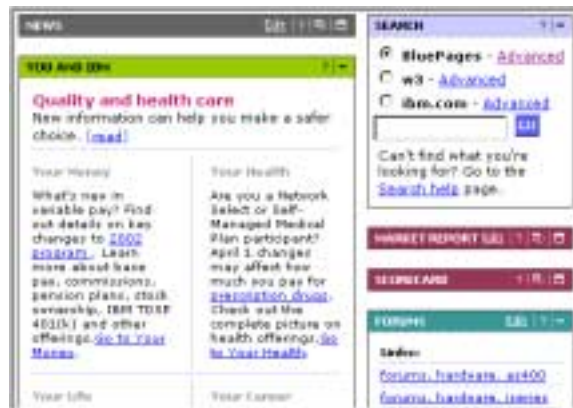 NEWS Edit
YOU AND IBM
Quality and health care
New information can help you make a safer
choice. [read]
Your Money
What's new in
variable pay? Find
out details on key
changes to 2002
program. Learn
more about base
pay, commissions,
pension plans, stock
ownership, IBM TDSP
401(k) and other
offerings. Go to Your
Money.
Your Health
Are you a Network
Select or Self-
Managed Medical
Plan participant?
April 1 changes
may affect how
much you pay for
prescription drugs.
Check out the
complete picture on
health offerings. Go
to Your Health
Your Life
Your Career
SEARCH
BluePages - Advanced
w3 - Advanced
ibm.com - Advanced
Can't find what you're
looking for? Go to the
Search help page.
MARKET REPORT Edit
SCORECARD
FORUMS Edit
Links:
forums.hardware.as400
forums.hardware.iseries